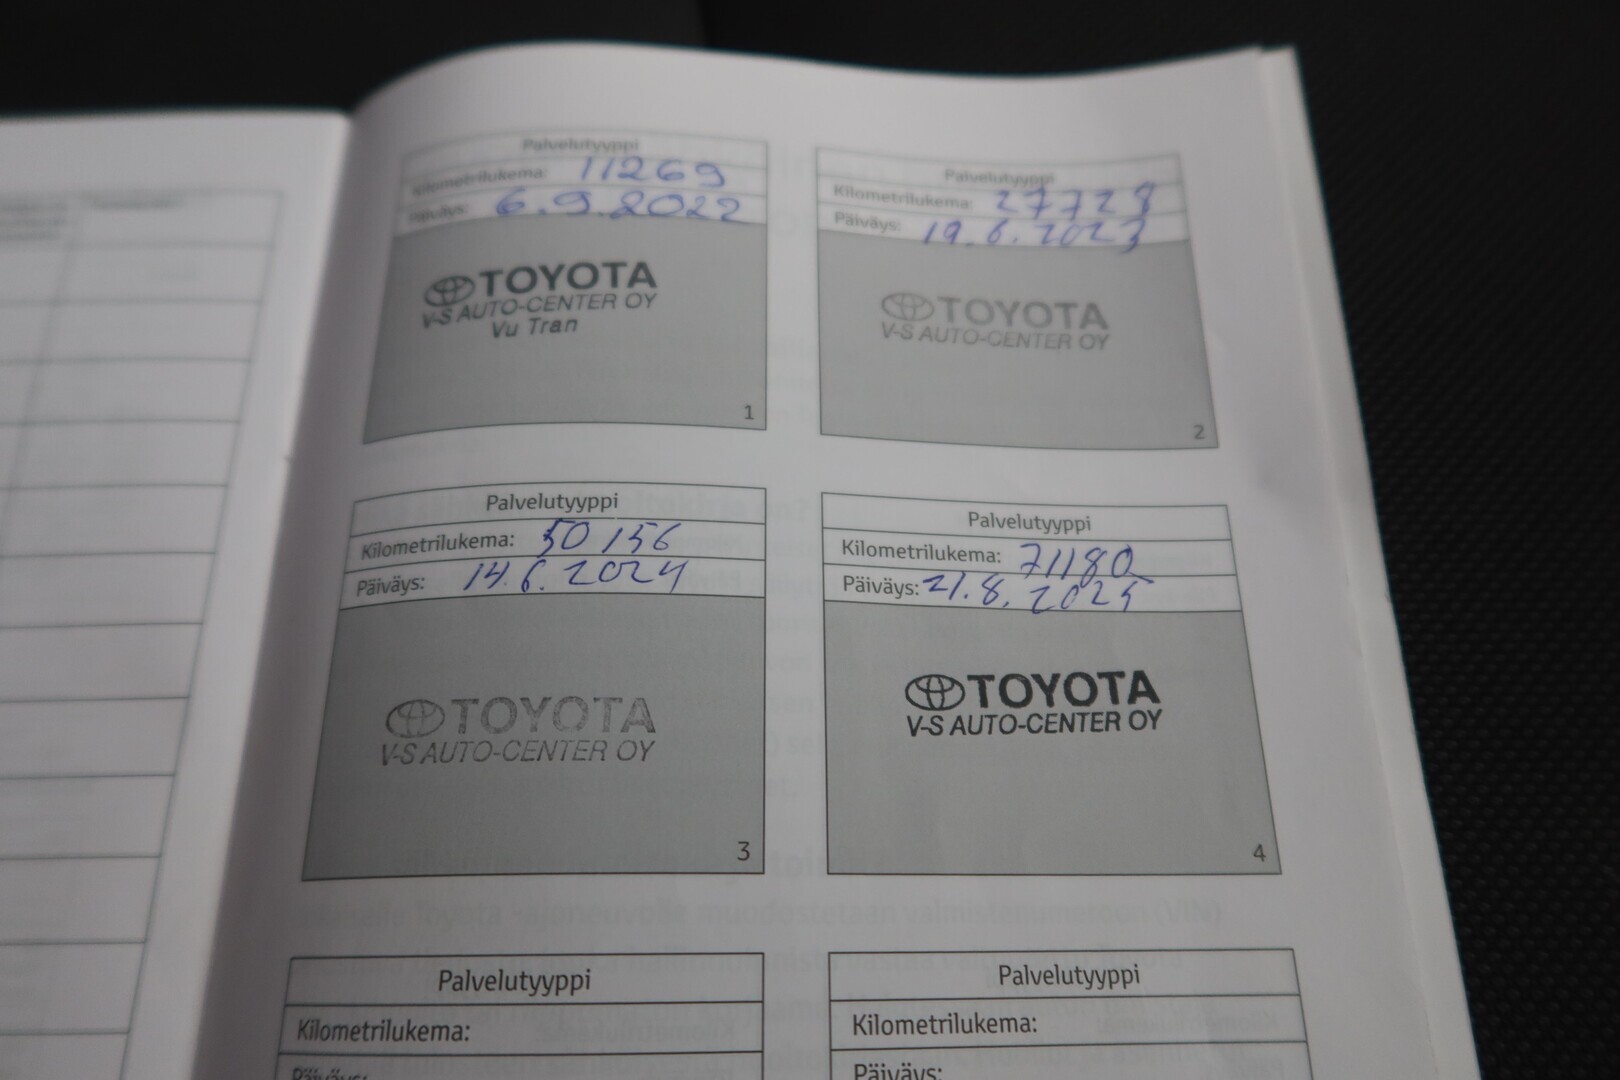 Palvelutyyppi
Kilometrilukema: 11269
Päiväys: 6.9.2022
TOYOTA
V-S AUTO-CENTER OY
Vu Tran
1
Palvelutyyppi
Kilometrilukema: 27728
Päiväys: 19.6.2023
TOYOTA
V-S AUTO-CENTER OY
2
Palvelutyyppi
Kilometrilukema: 50156
Päiväys: 14.6.2024
TOYOTA
V-S AUTO-CENTER OY
3
Palvelutyyppi
Kilometrilukema: 71180
Päiväys: 21.8.2025
TOYOTA
V-S AUTO-CENTER OY
4
Palvelutyyppi
Kilometrilukema:
Päiväys:
Palvelutyyppi
Kilometrilukema:
Päiväys: